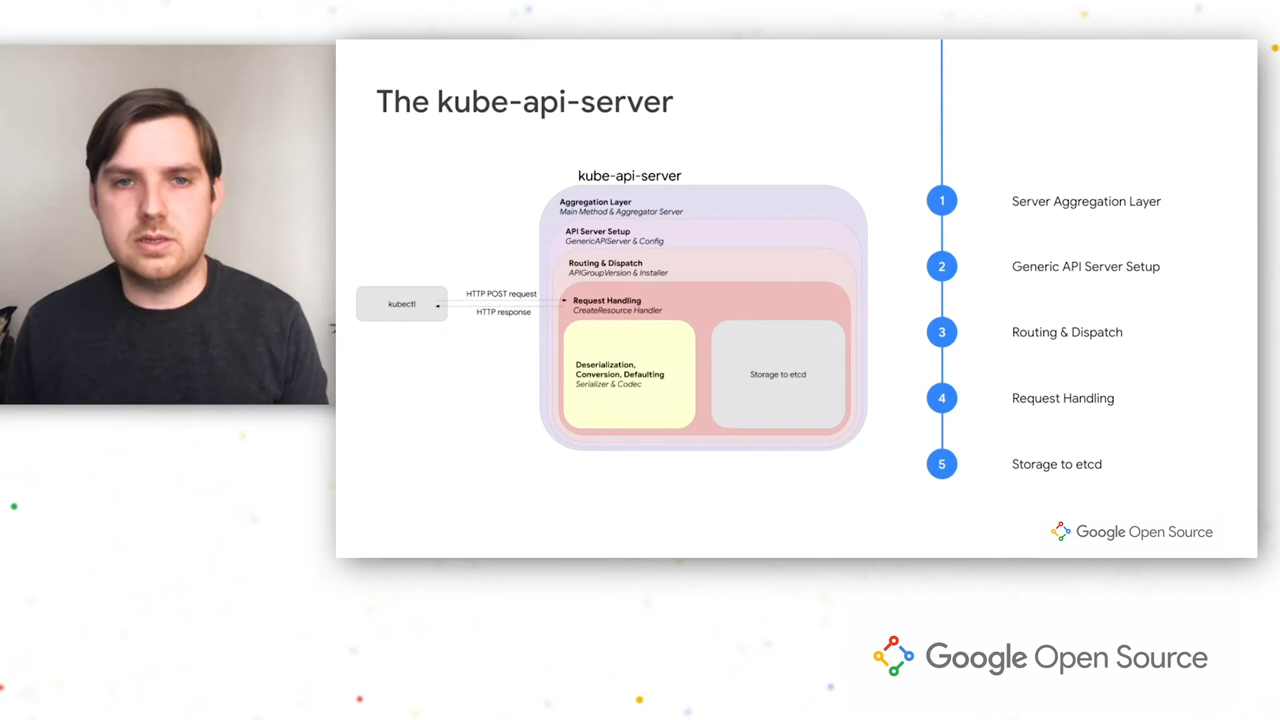 The kube-api-server
kube-api-server
Aggregation Layer
Main Method & Aggregator Server
API Server Setup
GenericAPIServer & Config
Routing & Dispatch
APIGroupVersion & Installer
kubectl
HTTP POST request
HTTP response
Request Handling
CreateResource Handler
Deserialization,
Conversion, Defaulting
Serializer & Codec
Storage to etcd
1 Server Aggregation Layer
2 Generic API Server Setup
3 Routing & Dispatch
4 Request Handling
5 Storage to etcd
Google Open Source
Google Open Source